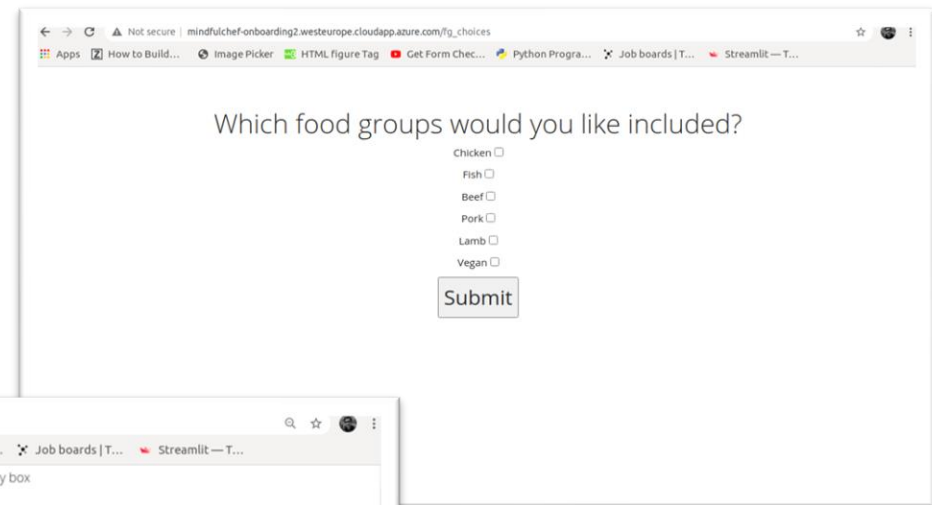 Not secure | mindfulchef-onboarding2.westeurope.cloudapp.azure.com/fg_choices
Apps Z How to Build... Image Picker HTML figure Tag Get Form Chec... Python Progra... Job boards | T... Streamlit — T...
Which food groups would you like included?
Chicken
Fish
Beef
Pork
Lamb
Vegan
Submit
Job boards | T... Streamlit — T...
y box